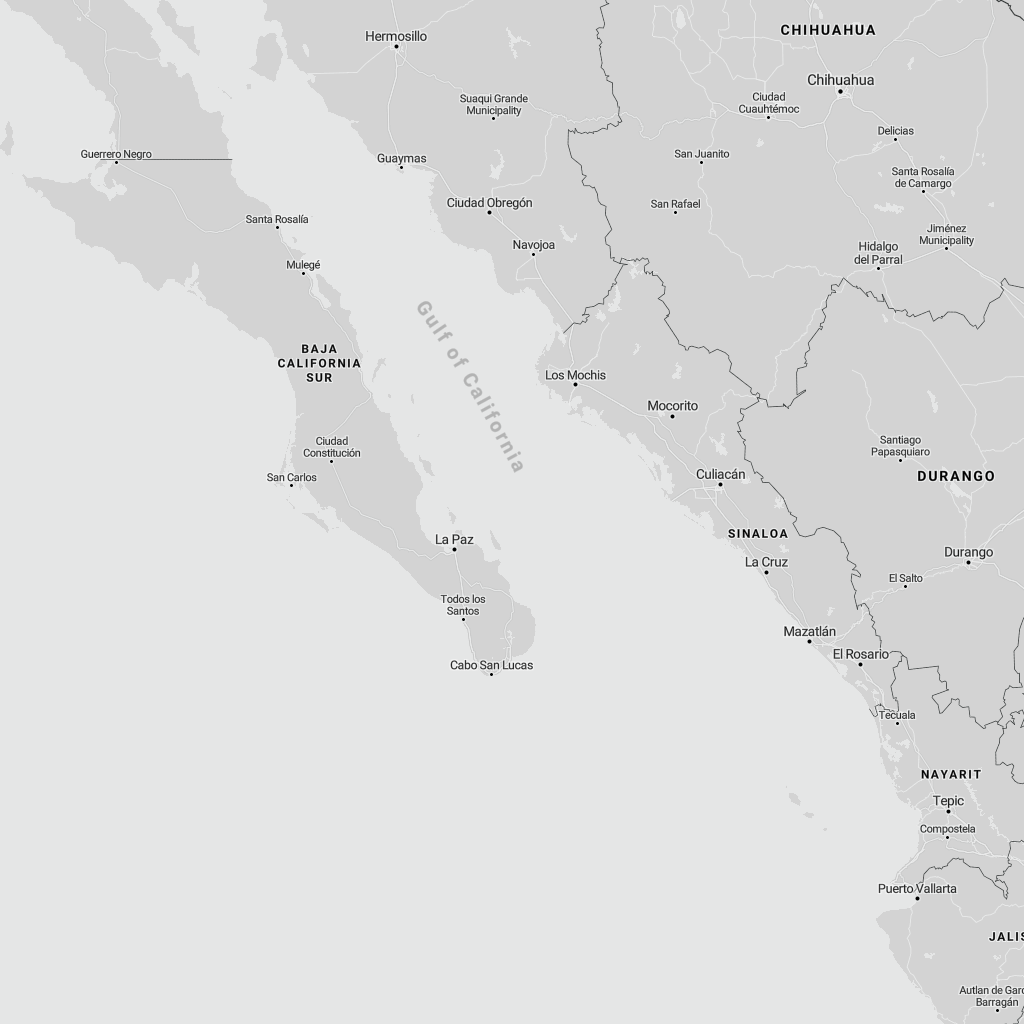 CHIHUAHUA
Hermosillo
Chihuahua
Suaqui Grande
Municipality
Ciudad
Cuauhtémoc
Delicias
Guerrero Negro
Guaymas
San Juanito
Santa Rosalía
de Camargo
Ciudad Obregón
San Rafael
Santa Rosalía
Jiménez
Municipality
Navojoa
Hidalgo
del Parral
Mulegé
Gulf of California
BAJA
CALIFORNIA
SUR
Los Mochis
Mocorito
Ciudad
Constitución
Santiago
Papasquiaro
San Carlos
Culiacán
DURANGO
SINALOA
La Paz
Durango
La Cruz
El Salto
Todos los
Santos
Mazatlán
El Rosario
Cabo San Lucas
Tecuala
NAYARIT
Tepic
Compostela
Puerto Vallarta
JALIS
Autlan de Garc
Barragán